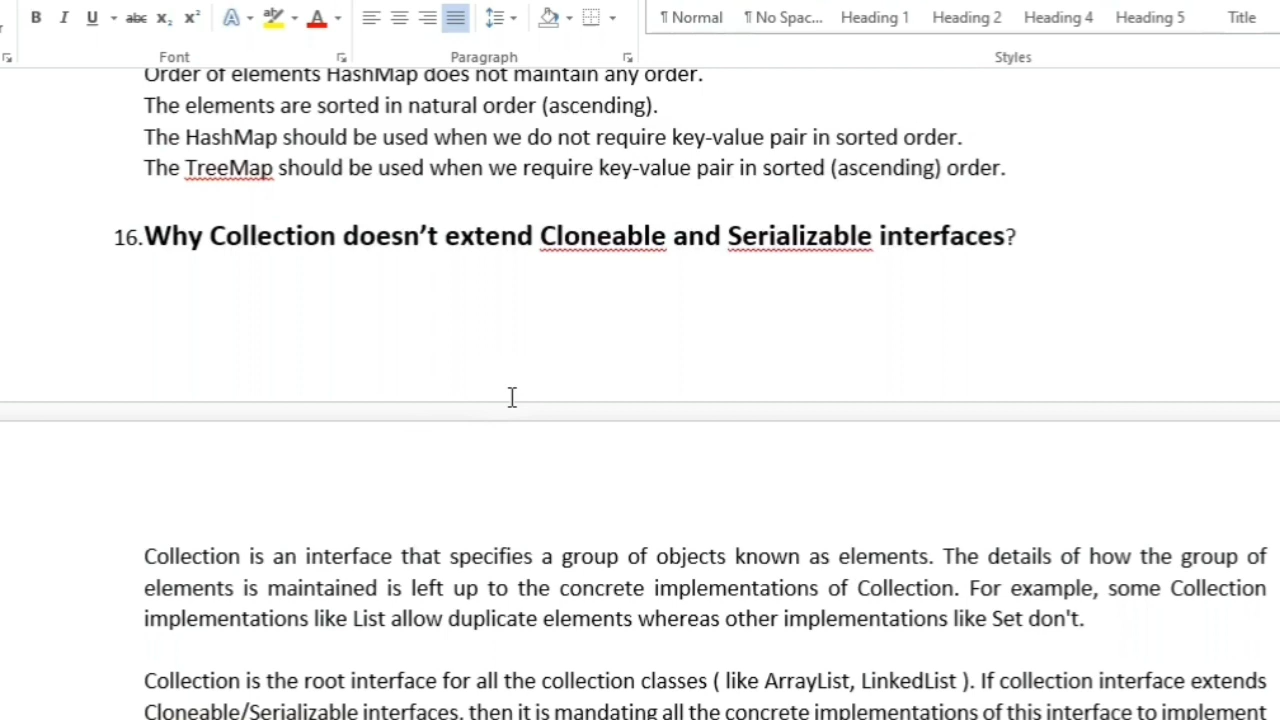 B I U abc X₂ X² A ab A
¶ Normal ¶ No Spac... Heading 1 Heading 2 Heading 4 Heading 5 Title
Font Paragraph Styles
Order of elements HashMap does not maintain any order.
The elements are sorted in natural order (ascending).
The HashMap should be used when we do not require key-value pair in sorted order.
The TreeMap should be used when we require key-value pair in sorted (ascending) order.
16.Why Collection doesn’t extend Cloneable and Serializable interfaces?
Collection is an interface that specifies a group of objects known as elements. The details of how the group of
elements is maintained is left up to the concrete implementations of Collection. For example, some Collection
implementations like List allow duplicate elements whereas other implementations like Set don't.
Collection is the root interface for all the collection classes ( like ArrayList, LinkedList ). If collection interface extends
Cloneable/Serializable interfaces, then it is mandating all the concrete implementations of this interface to implement